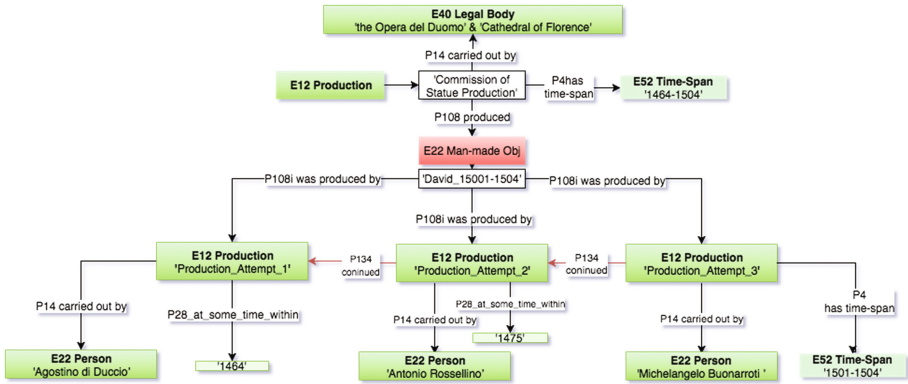 E40 Legal Body
'the Opera del Duomo' & 'Cathedral of Florence'
P14 carried out by
E12 Production
'Commission of
Statue Production'
P4has
time-span
E52 Time-Span
'1464-1504'
P108 produced
E22 Man-made Obj
P108i was produced by
'David_15001-1504'
P108i was produced by
P108i was produced by
E12 Production
'Production_Attempt_1'
P134
coninued
E12 Production
'Production_Attempt_2'
P134
coninued
E12 Production
'Production_Attempt_3'
P14 carried out by
P28_at_some_time_within
P28_at_some_time_within
P14 carried out by
P14 carried out by
P4
has time-span
'1475'
E22 Person
'Agostino di Duccio'
'1464'
E22 Person
'Antonio Rossellino'
E22 Person
'Michelangelo Buonarroti '
E52 Time-Span
'1501-1504'